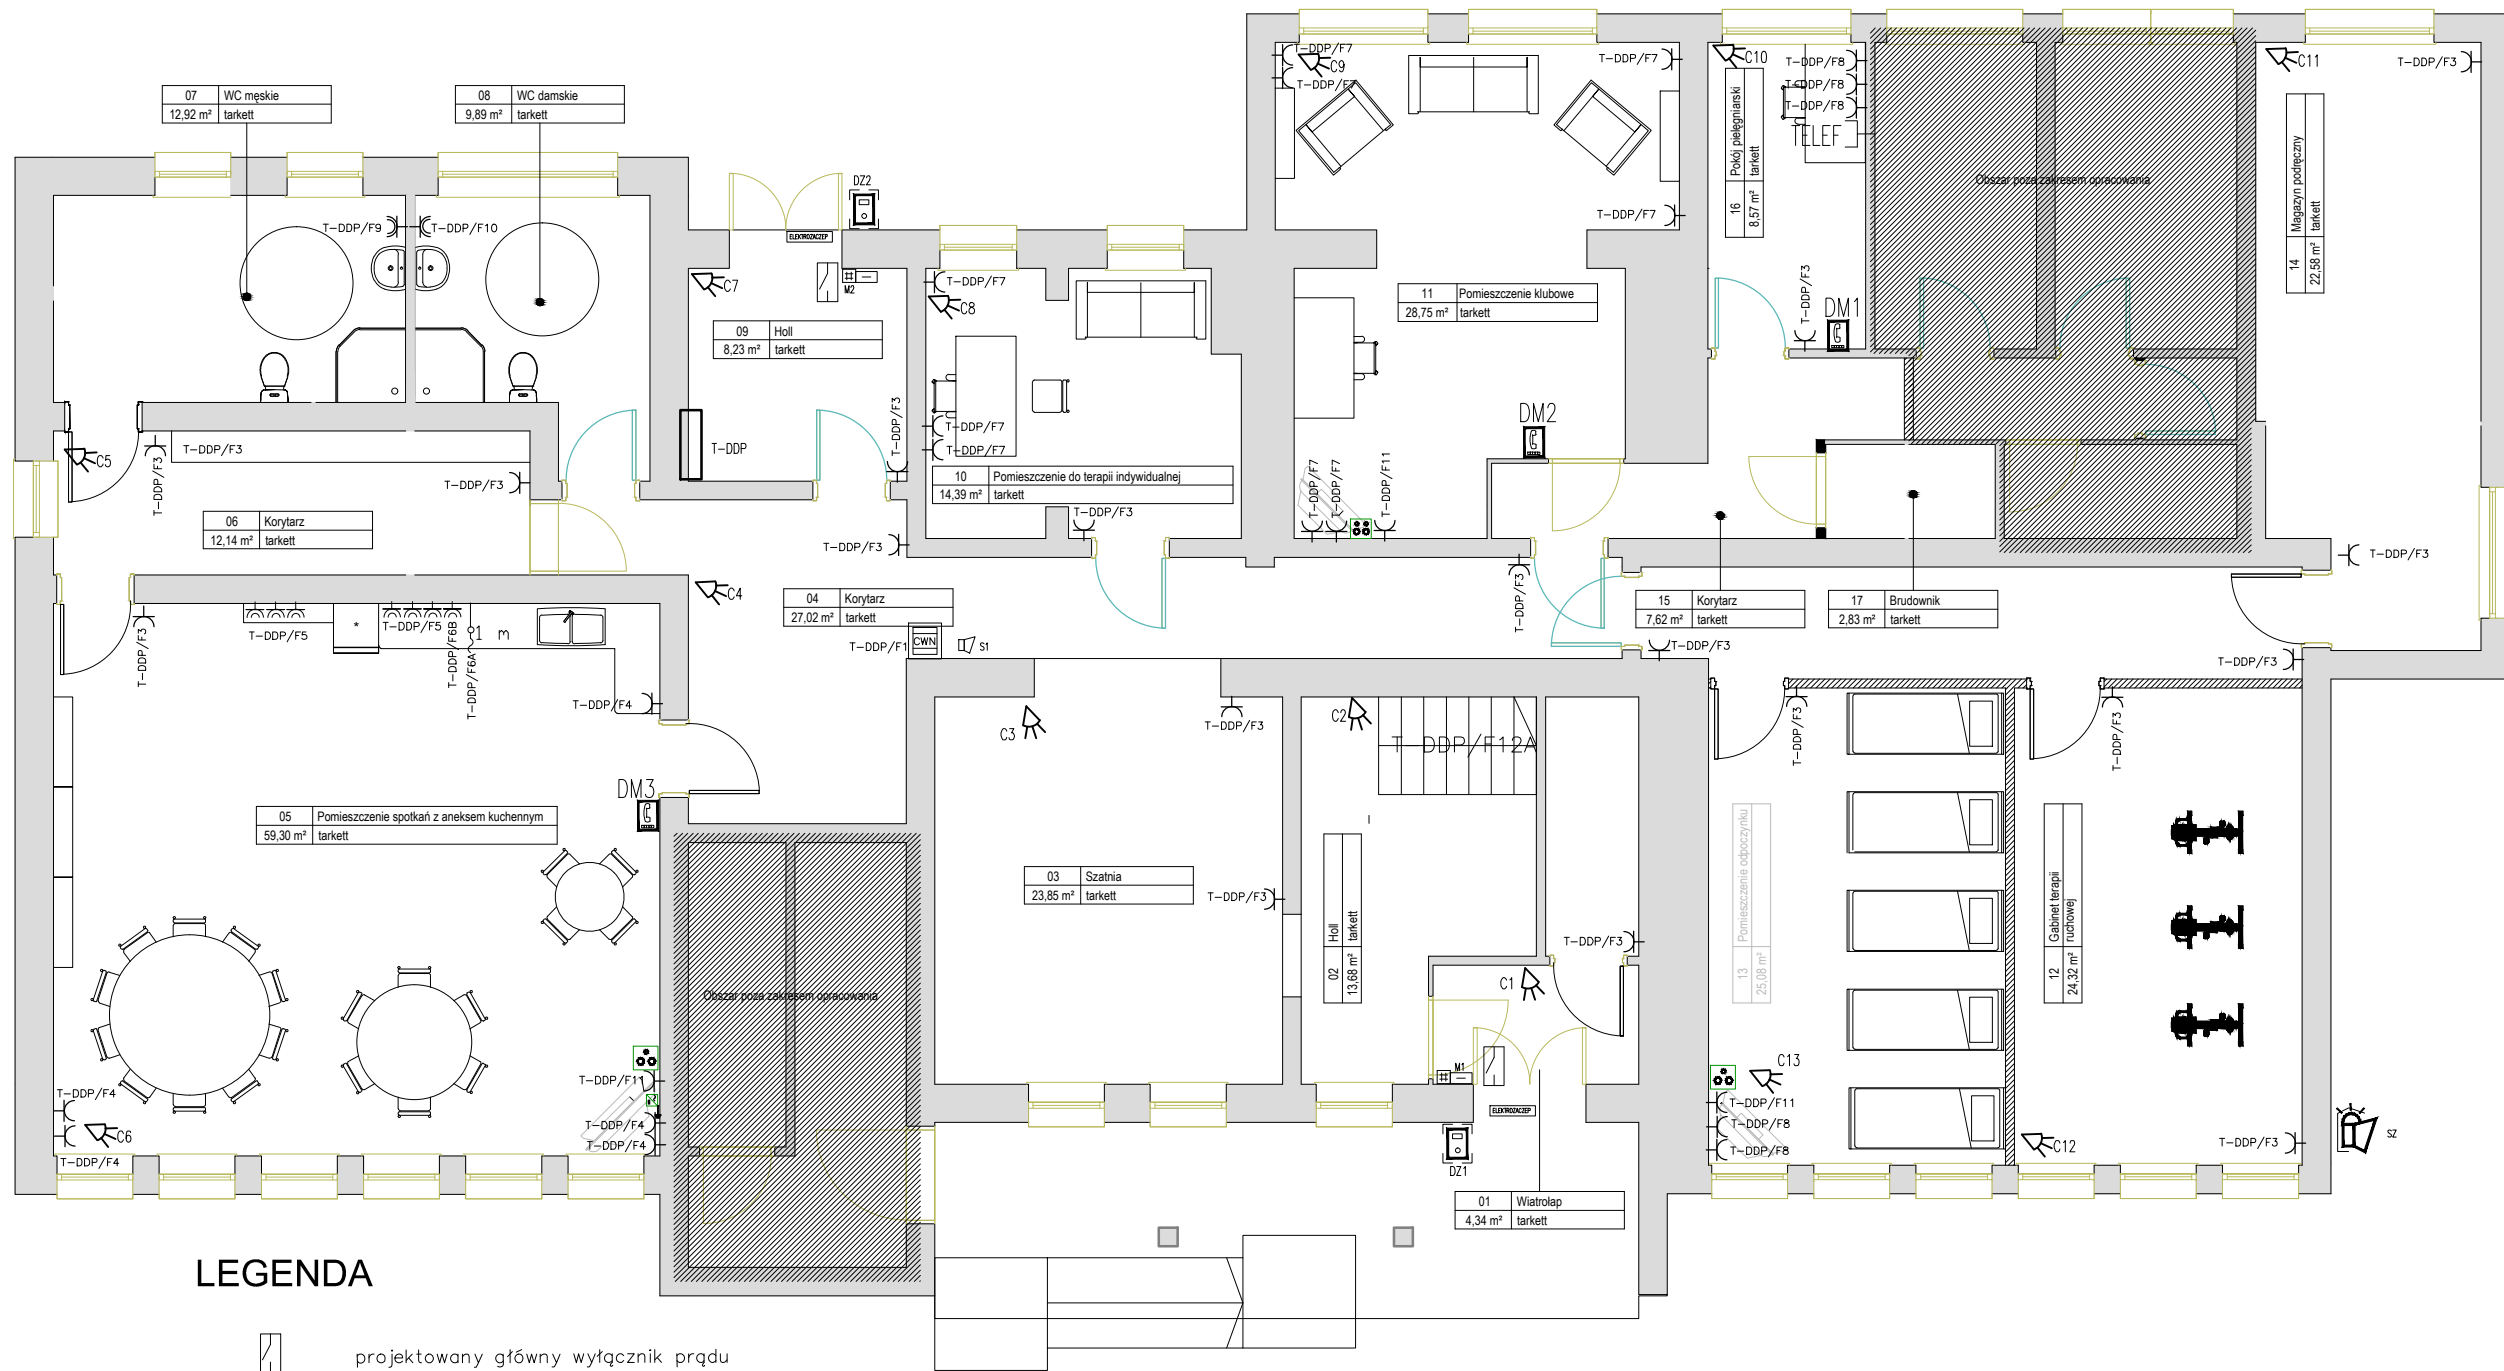 07 WC męskie
12,92 m² tarkett
08 WC damskie
9,89 m² tarkett
T-DDP/F9
T-DDP/F10
DZ2
ELEKTROZACZEP
C7
M2
09 Holl
8,23 m² tarkett
T-DDP/F3
T-DDP
T-DDP/F7
C8
T-DDP/F7
T-DDP/F7
10 Pomieszczenie do terapii indywidualnej
14,39 m² tarkett
T-DDP/F3
T-DDP/F3
T-DDP/F7
C9
T-DDP/F7
T-DDP/F7
T-DDP/F7
11 Pomieszczenie klubowe
28,75 m² tarkett
DM2
T-DDP/F7
T-DDP/F7
T-DDP/F11
C10
16 Pokój pielęgniarski
8,57 m² tarkett
T-DDP/F8
T-DDP/F8
T-DDP/F8
TELEF
T-DDP/F3
DM1
Obszar poza zakresem opracowania
C11
T-DDP/F3
14 Magazyn podręczny
22,58 m² tarkett
T-DDP/F3
C5
T-DDP/F3
T-DDP/F3
T-DDP/F3
06 Korytarz
12,14 m² tarkett
C4
04 Korytarz
27,02 m² tarkett
T-DDP/F1
CWN
S1
T-DDP/F3
15 Korytarz
7,62 m² tarkett
17 Brudownik
2,83 m² tarkett
T-DDP/F3
T-DDP/F3
T-DDP/F3
T-DDP/F5
*
T-DDP/F5
T-DDP/F6B
T-DDP/F6A
1 m
T-DDP/F4
DM3
05 Pomieszczenie spotkań z aneksem kuchennym
59,30 m² tarkett
C3
T-DDP/F3
C2
T-DDP/F12A
T-DDP/F3
T-DDP/F3
03 Szatnia
23,85 m² tarkett
T-DDP/F3
02 Holl
13,68 m² tarkett
T-DDP/F3
C1
13 Pomieszczenie odpoczynku
25,08 m²
12 Gabinet terapii
24,32 m² ruchowej
Obszar poza zakresem opracowania
T-DDP/F11
T-DDP/F4
T-DDP/F4
T-DDP/F4
C6
T-DDP/F4
M1
ELEKTROZACZEP
DZ1
01 Wiatrołap
4,34 m² tarkett
C13
T-DDP/F11
T-DDP/F8
T-DDP/F8
C12
T-DDP/F3
SZ
LEGENDA
projektowany główny wyłącznik prądu